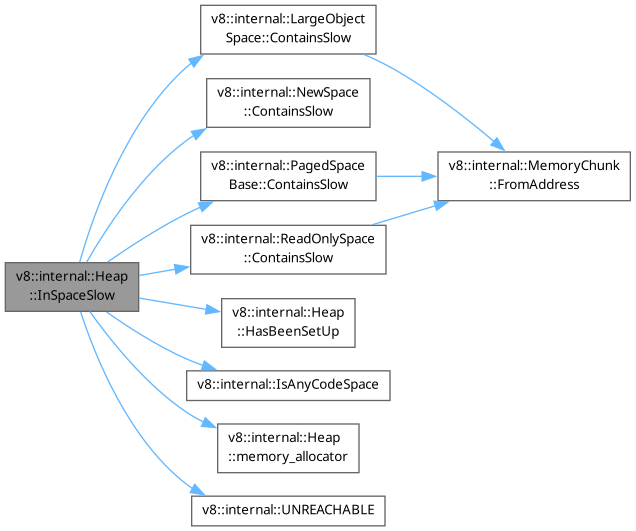 v8::internal::LargeObject
Space::ContainsSlow
v8::internal::NewSpace
::ContainsSlow
v8::internal::PagedSpace
Base::ContainsSlow
v8::internal::MemoryChunk
::FromAddress
v8::internal::ReadOnlySpace
::ContainsSlow
v8::internal::Heap
::InSpaceSlow
v8::internal::Heap
::HasBeenSetUp
v8::internal::IsAnyCodeSpace
v8::internal::Heap
::memory_allocator
v8::internal::UNREACHABLE